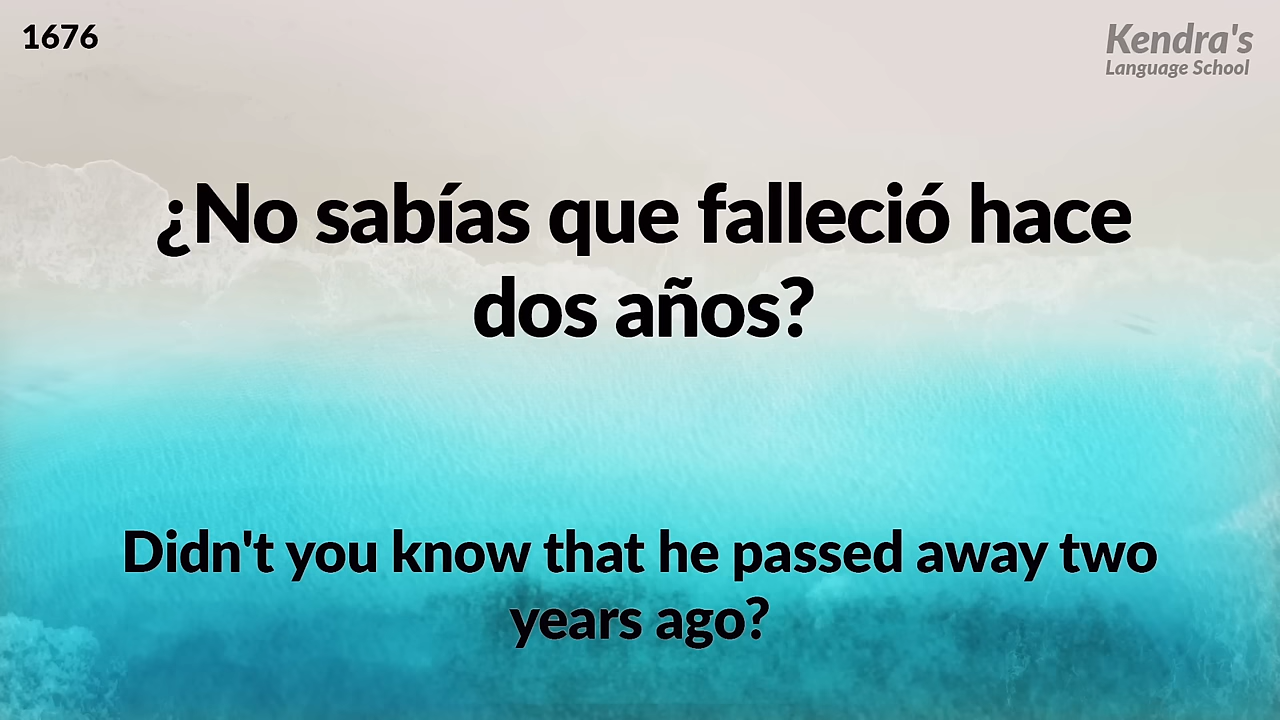 1676
Kendra's
Language School
¿No sabías que falleció hace
dos años?
Didn't you know that he passed away two
years ago?